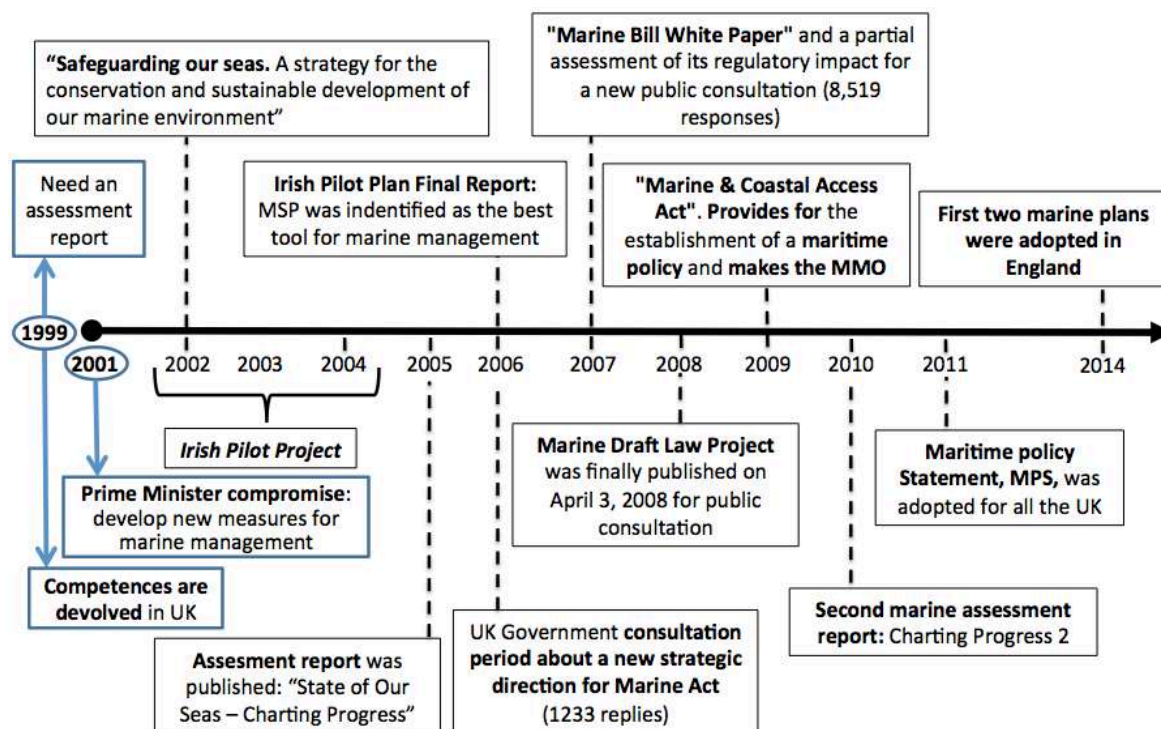 “Safeguarding our seas. A strategy for the
conservation and sustainable development of
our marine environment”
"Marine Bill White Paper" and a partial
assessment of its regulatory impact for
a new public consultation (8,519
responses)
Need an
assessment
report
Irish Pilot Plan Final Report:
MSP was indentified as the best
tool for marine management
"Marine & Coastal Access
Act". Provides for the
establishment of a maritime
policy and makes the MMO
First two marine plans
were adopted in
England
1999
2001
2002
2003
2004
2005
2006
2007
2008
2009
2010
2011
2014
Irish Pilot Project
Prime Minister compromise:
develop new measures for
marine management
Competences are
devolved in UK
Marine Draft Law Project
was finally published on
April 3, 2008 for public
consultation
Maritime policy
Statement, MPS, was
adopted for all the UK
Assesment report was
published: “State of Our
Seas – Charting Progress”
UK Government consultation
period about a new strategic
direction for Marine Act
(1233 replies)
Second marine assessment
report: Charting Progress 2